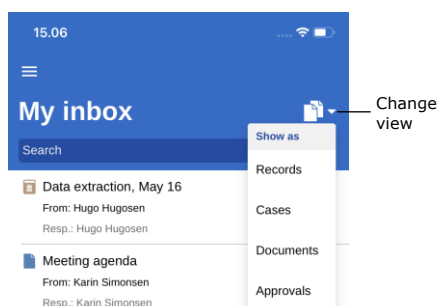 15.06
My inbox
Change
view
Search
Show as
Records
Cases
Documents
Approvals
Data extraction, May 16
From: Hugo Hugosen
Resp.: Hugo Hugosen
Meeting agenda
From: Karin Simonsen
Resp.: Karin Simonsen